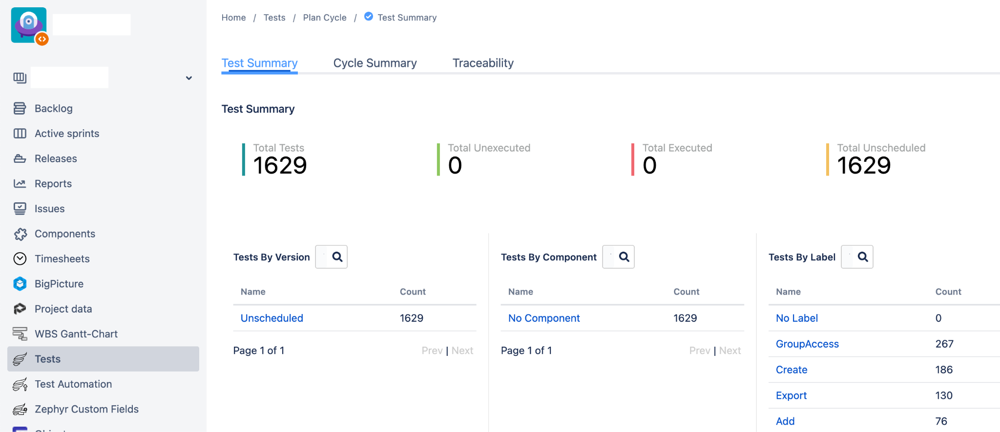 Home / Tests / Plan Cycle / Test Summary
Test Summary Cycle Summary Traceability
Backlog
Active sprints
Releases
Reports
Issues
Components
Timesheets
BigPicture
Project data
WBS Gantt-Chart
Tests
Test Automation
Zephyr Custom Fields
Test Summary
Total Tests
1629
Total Unexecuted
0
Total Executed
0
Total Unscheduled
1629
Tests By Version
Name Count
Unscheduled 1629
Page 1 of 1 Prev | Next
Tests By Component
Name Count
No Component 1629
Page 1 of 1 Prev | Next
Tests By Label
Name Count
No Label 0
GroupAccess 267
Create 186
Export 130
Add 76